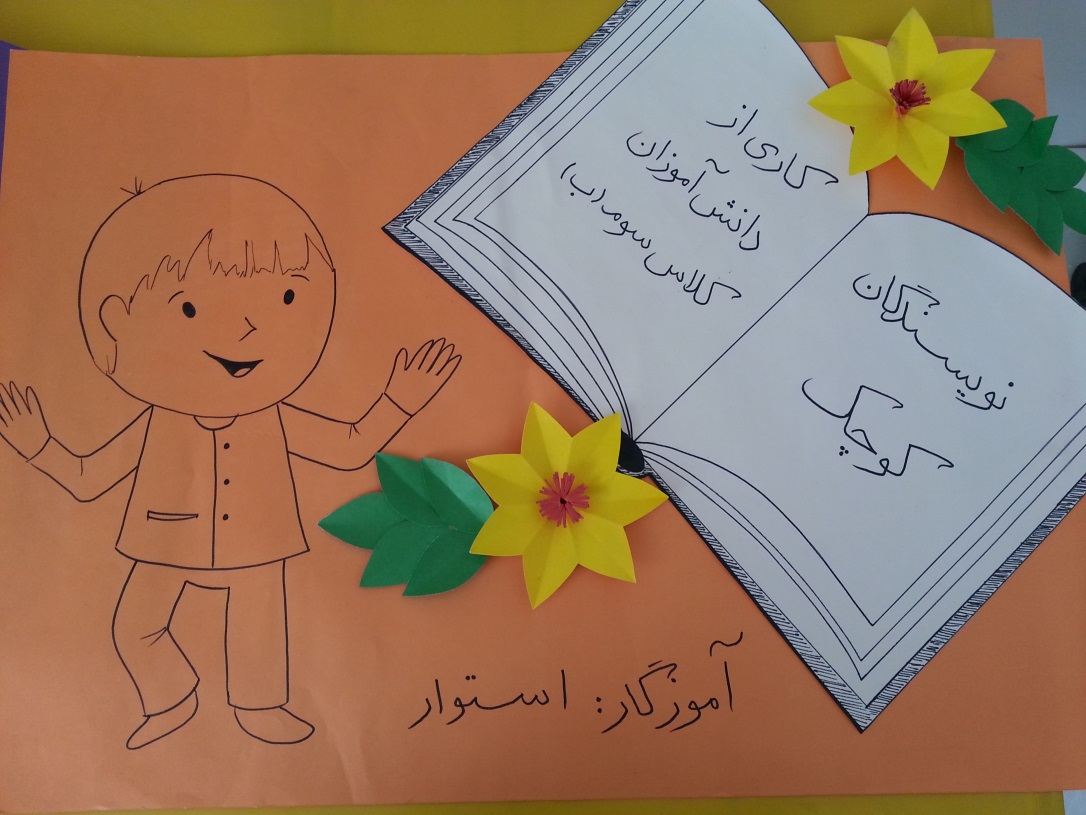 نویسندگان
کوچک
کاری از
دانش آموزان
کلاس سوم (ب)
آموزگار: استوار